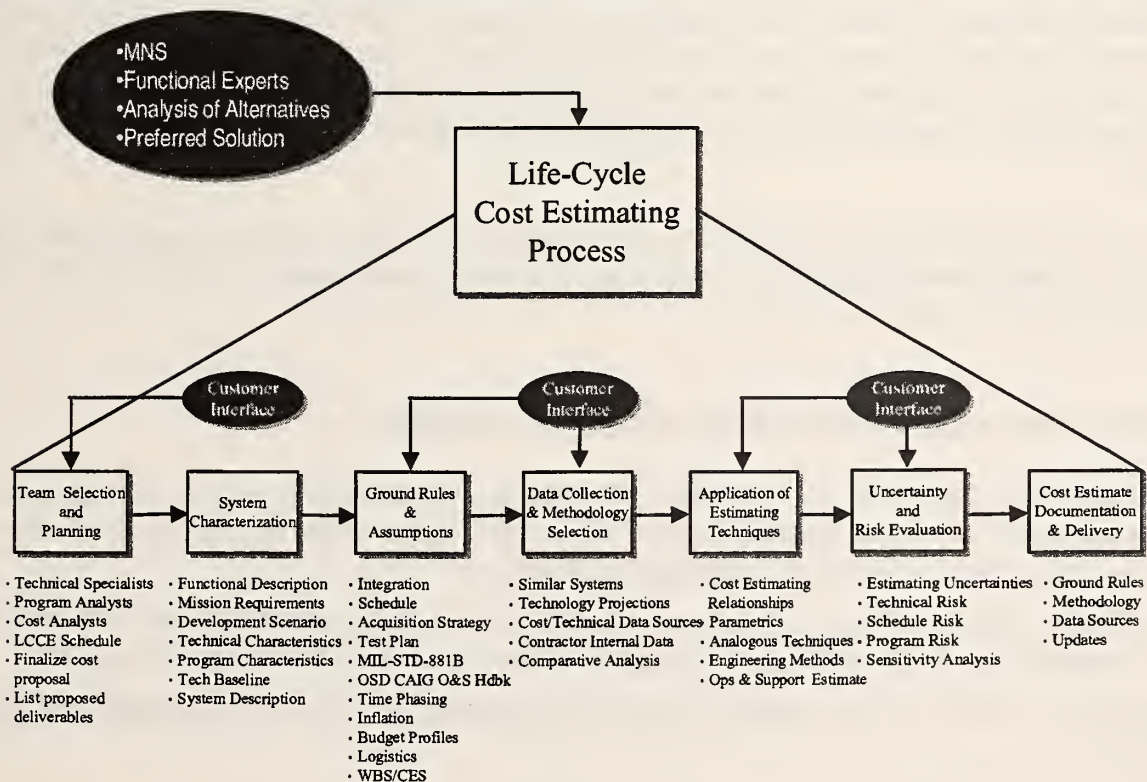 •MNS
•Functional Experts
•Analysis of Alternatives
•Preferred Solution
Life-Cycle
Cost Estimating
Process
Customer
Interface
Customer
Interface
Customer
Interface
Team Selection
and
Planning
System
Characterization
Ground Rules
&
Assumptions
Data Collection
& Methodology
Selection
Application of
Estimating
Techniques
Uncertainty
and
Risk Evaluation
Cost Estimate
Documentation
& Delivery
· Technical Specialists
· Program Analysts
· Cost Analysts
· LCCE Schedule
· Finalize cost
proposal
· List proposed
deliverables
· Functional Description
· Mission Requirements
· Development Scenario
· Technical Characteristics
· Program Characteristics
· Tech Baseline
· System Description
· Integration
· Schedule
· Acquisition Strategy
· Test Plan
· MIL-STD-881B
· OSD CAIG O&S Hdbk
· Time Phasing
· Inflation
· Budget Profiles
· Logistics
· WBS/CES
· Similar Systems
· Technology Projections
· Cost/Technical Data Sources
· Contractor Internal Data
· Comparative Analysis
· Cost Estimating
Relationships
· Parametrics
· Analogous Techniques
· Engineering Methods
· Ops & Support Estimate
· Estimating Uncertainties
· Technical Risk
· Schedule Risk
· Program Risk
· Sensitivity Analysis
· Ground Rules
· Methodology
· Data Sources
· Updates